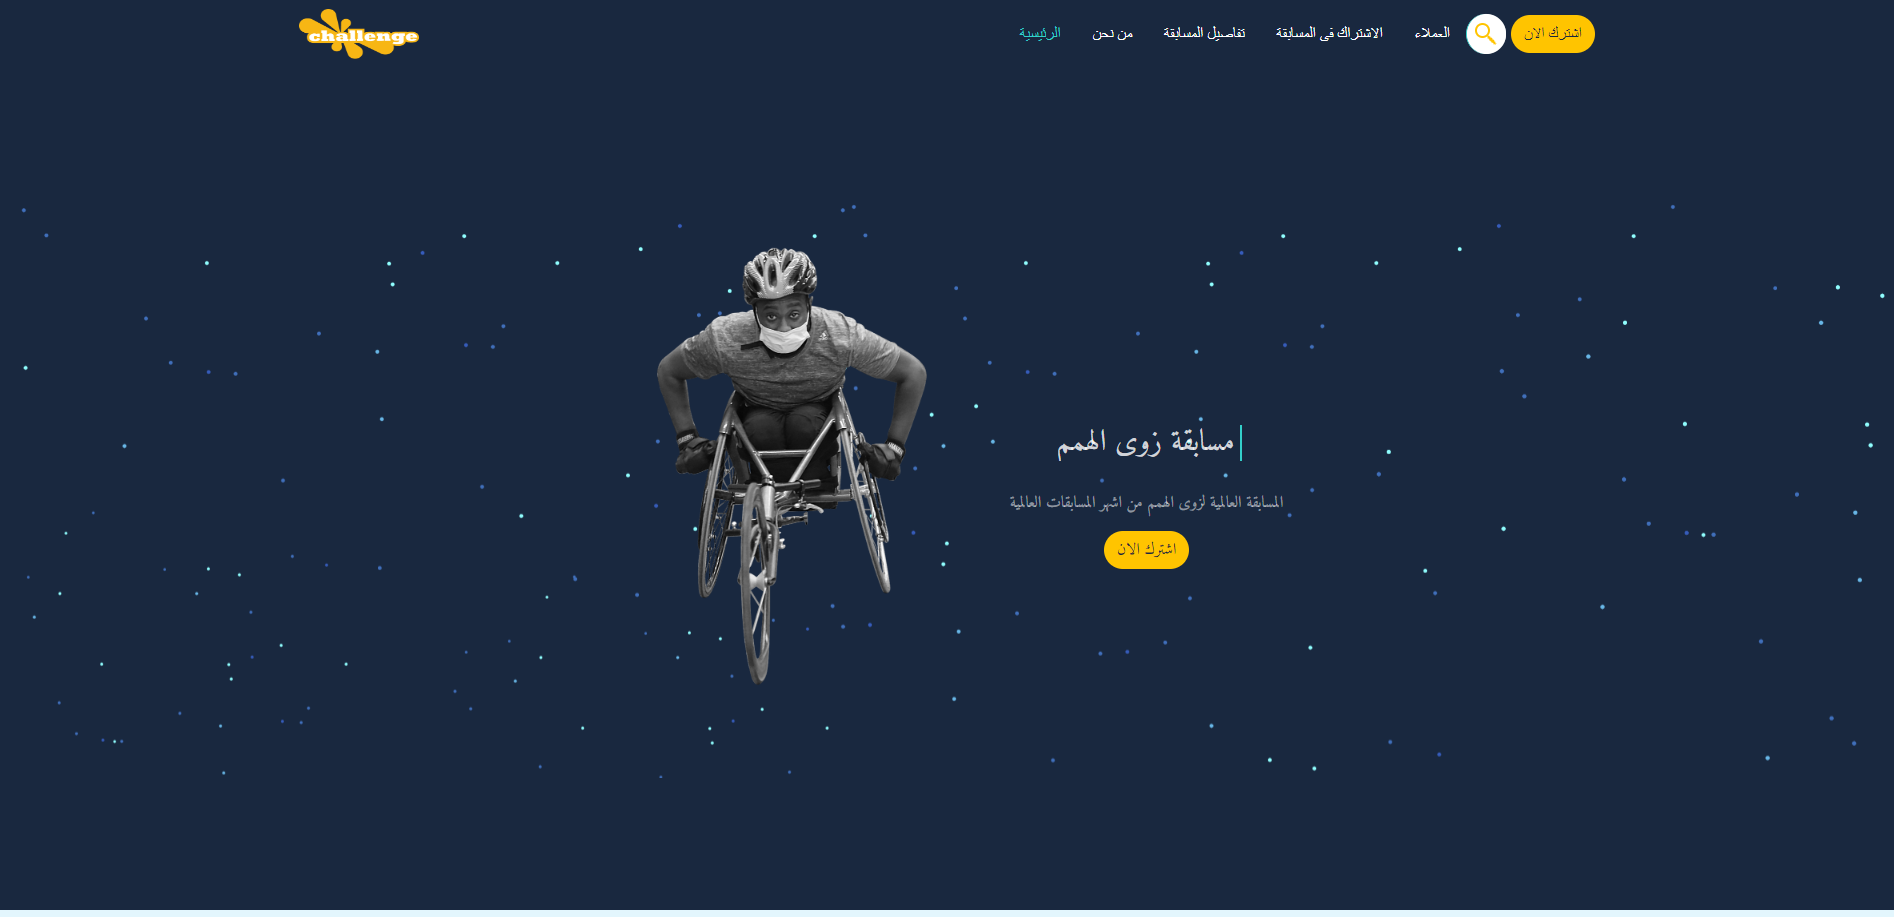 challenge
الرئيسية
من نحن
تفاصيل المسابقة
الاشتراك فى المسابقة
العملاء
اشترك الان
مسابقة زوى الهمم
المسابقة العالمية لزوى الهمم من اشهر المسابقات العالمية
اشترك الان